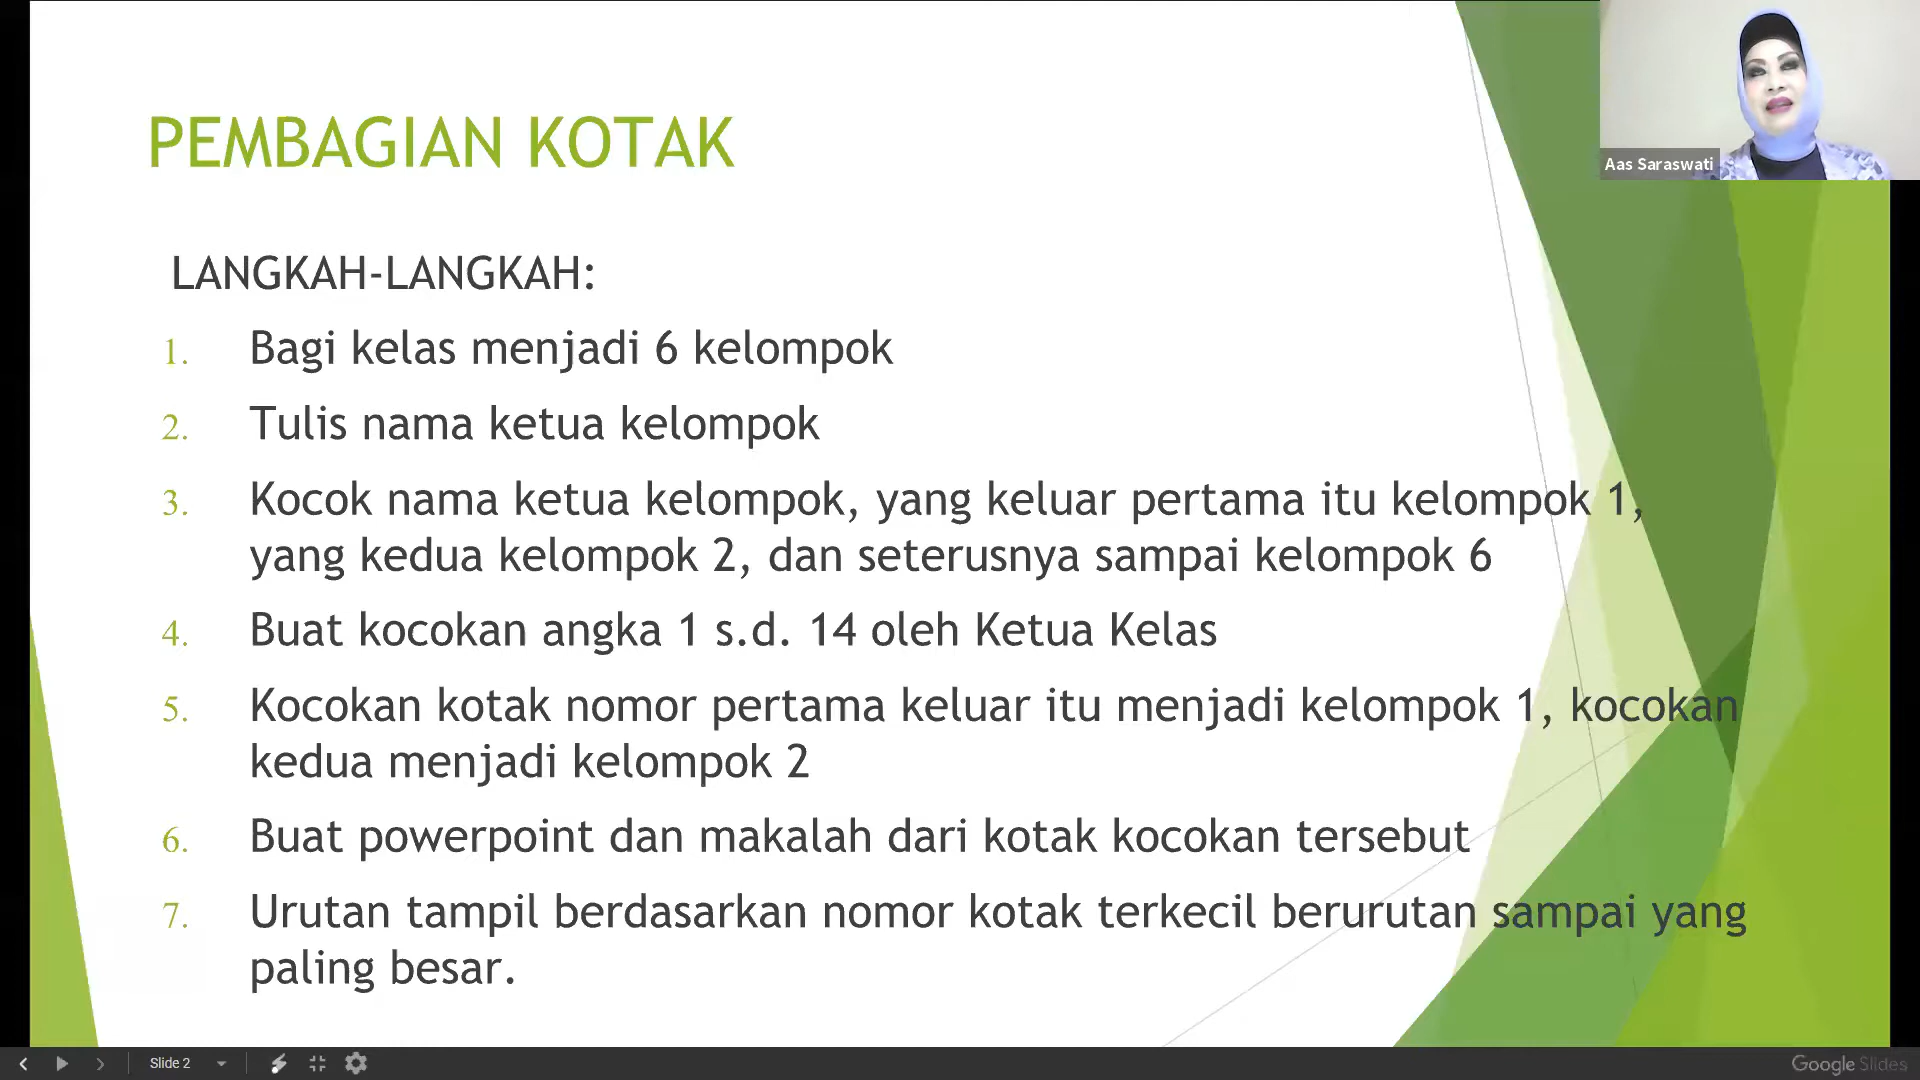 PEMBAGIAN KOTAK
Aas Saraswati
LANGKAH-LANGKAH:
1. Bagi kelas menjadi 6 kelompok
2. Tulis nama ketua kelompok
3. Kocok nama ketua kelompok, yang keluar pertama itu kelompok 1,
yang kedua kelompok 2, dan seterusnya sampai kelompok 6
4. Buat kocokan angka 1 s.d. 14 oleh Ketua Kelas
5. Kocokan kotak nomor pertama keluar itu menjadi kelompok 1, kocokan
kedua menjadi kelompok 2
6. Buat powerpoint dan makalah dari kotak kocokan tersebut
7. Urutan tampil berdasarkan nomor kotak terkecil berurutan sampai yang
paling besar.
Slide 2
Google Slides